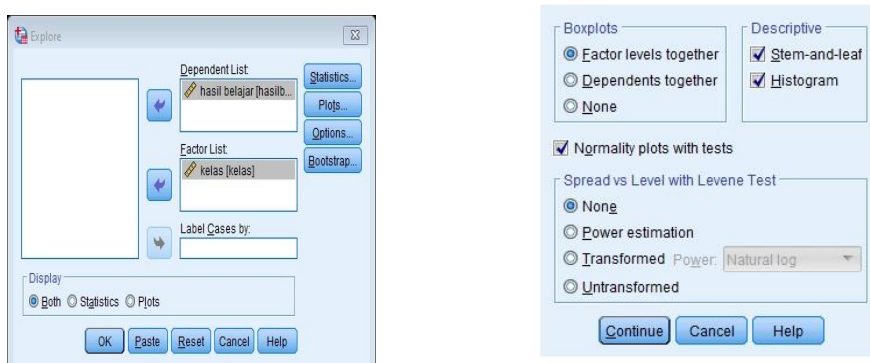 Explore
Dependent List:
hasil belajar [hasilb...
Statistics...
Plots...
Options...
Bootstrap...
Factor List:
kelas [kelas]
Label Cases by:
Display
Both Statistics Plots
OK Paste Reset Cancel Help
Boxplots
Factor levels together
Dependents together
None
Descriptive
Stem-and-leaf
Histogram
Normality plots with tests
Spread vs Level with Levene Test
None
Power estimation
Transformed Power: Natural log
Untransformed
Continue Cancel Help